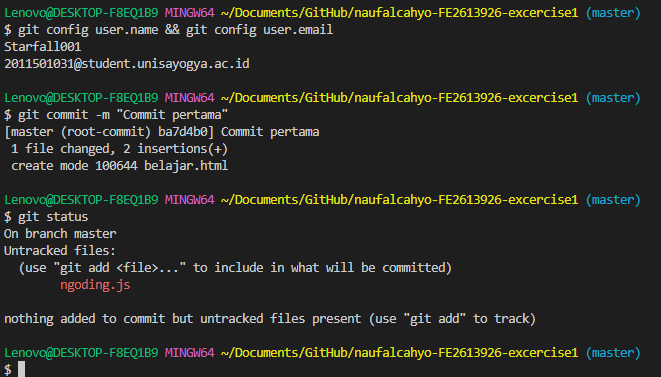 Lenovo@DESKTOP-F8EQ1B9 MINGW64 ~/Documents/GitHub/naufalcahyo-FE2613926-excercise1 (master)
$ git config user.name && git config user.email
Starfall001
2011501031@student.unisayogya.ac.id
Lenovo@DESKTOP-F8EQ1B9 MINGW64 ~/Documents/GitHub/naufalcahyo-FE2613926-excercise1 (master)
$ git commit -m "Commit pertama"
[master (root-commit) ba7d4b0] Commit pertama
 1 file changed, 2 insertions(+)
 create mode 100644 belajar.html
Lenovo@DESKTOP-F8EQ1B9 MINGW64 ~/Documents/GitHub/naufalcahyo-FE2613926-excercise1 (master)
$ git status
On branch master
Untracked files:
  (use "git add <file>..." to include in what will be committed)
        ngoding.js
nothing added to commit but untracked files present (use "git add" to track)
Lenovo@DESKTOP-F8EQ1B9 MINGW64 ~/Documents/GitHub/naufalcahyo-FE2613926-excercise1 (master)
$